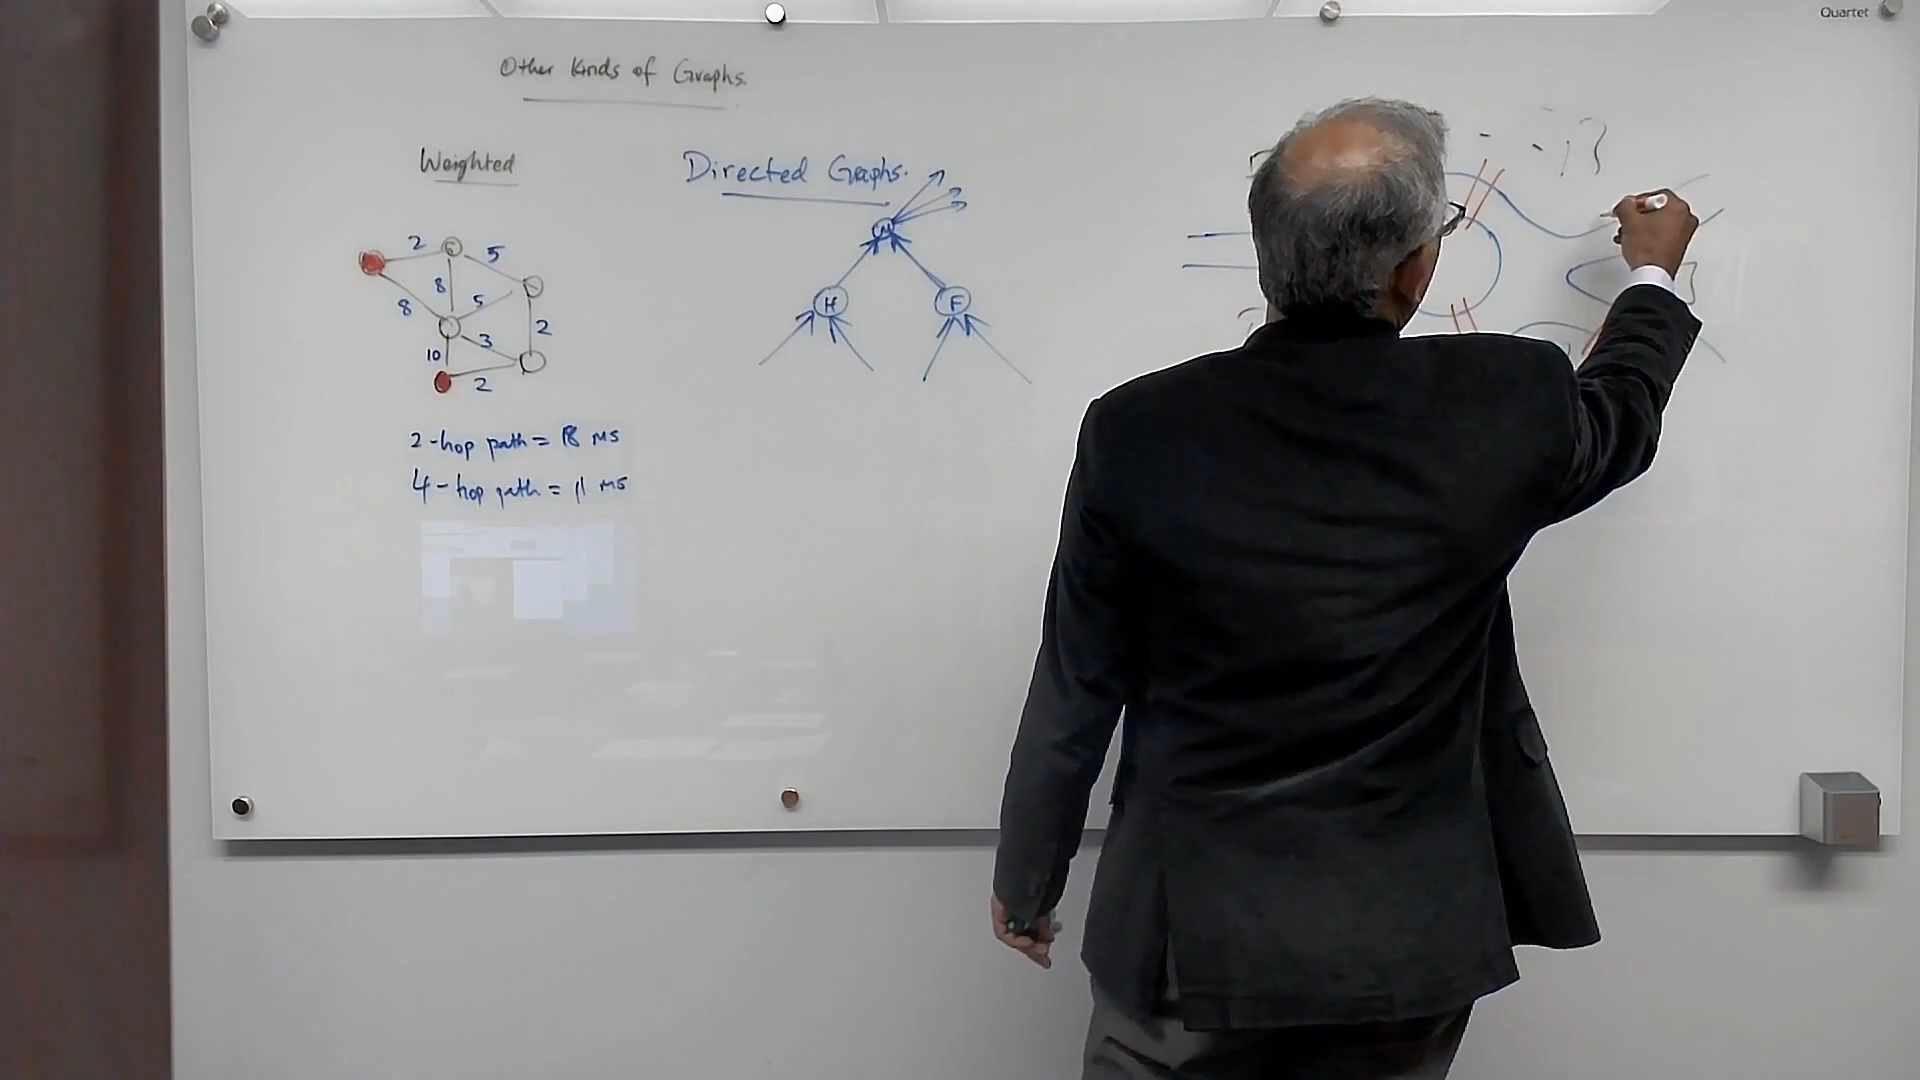 Quartet
Other Kinds of Graphs.
Weighted
Directed Graphs.
2
5
8
8
5
2
3
10
2
M
H
F
2-hop path = 18 ms
4-hop path = 11 ms